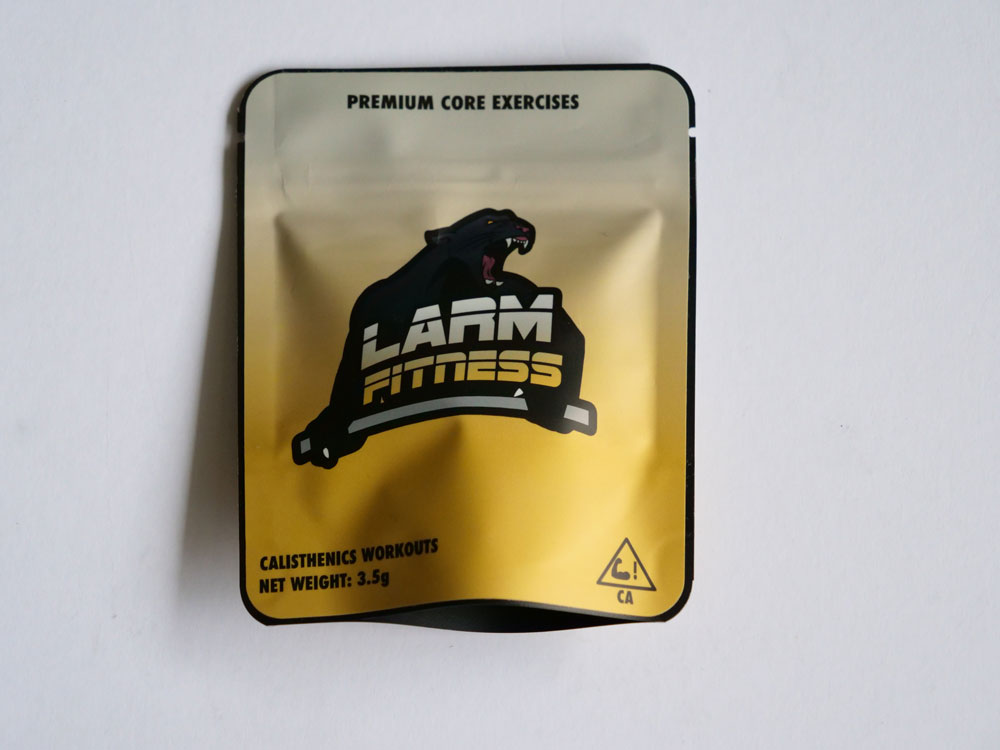 PREMIUM CORE EXERCISES
LARM
FITNESS
CALISTHENICS WORKOUTS
NET WEIGHT: 3.5g
!
CA